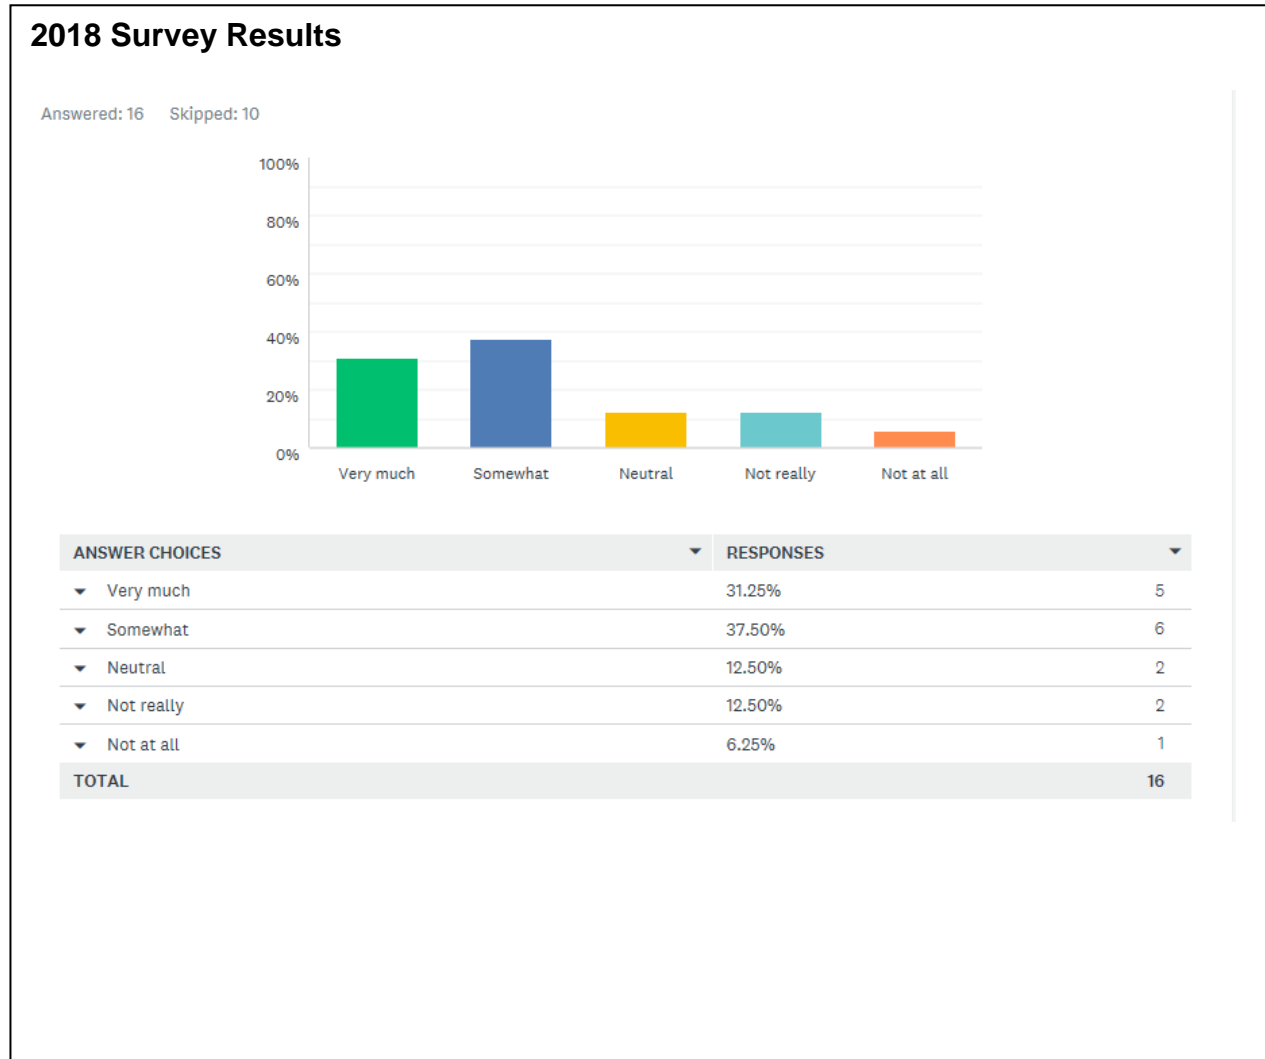 2018 Survey Results
Answered: 16 Skipped: 10
100%
80%
60%
40%
20%
0%
Very much Somewhat Neutral Not really Not at all
ANSWER CHOICES RESPONSES
Very much 31.25% 5
Somewhat 37.50% 6
Neutral 12.50% 2
Not really 12.50% 2
Not at all 6.25% 1
TOTAL 16